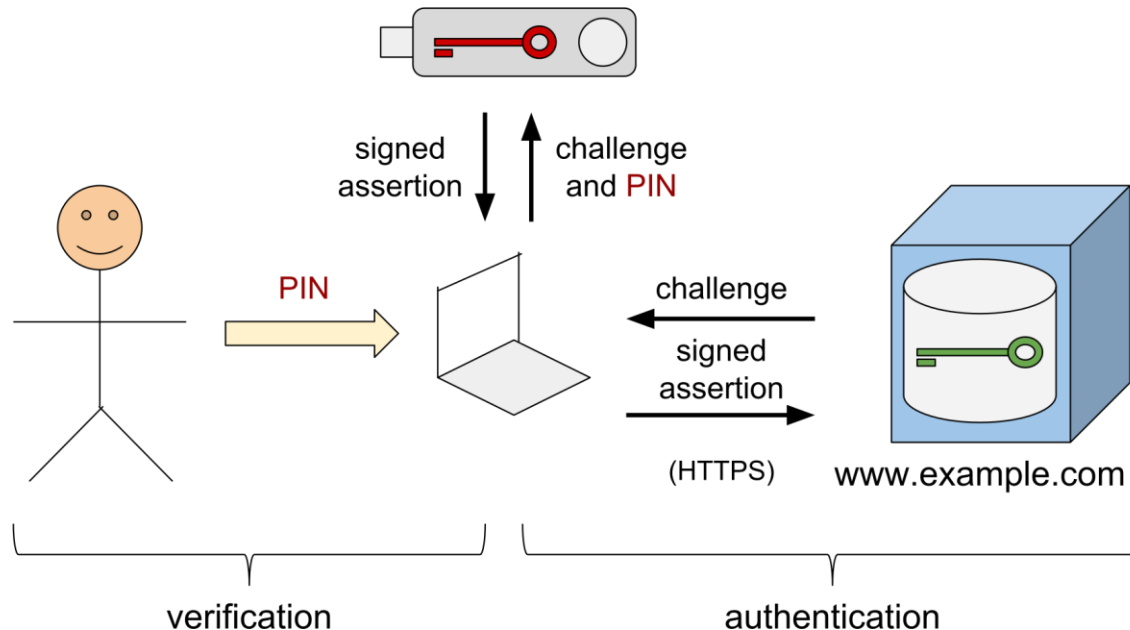 signed
assertion
challenge
and PIN
PIN
challenge
signed
assertion
(HTTPS)
www.example.com
verification
authentication